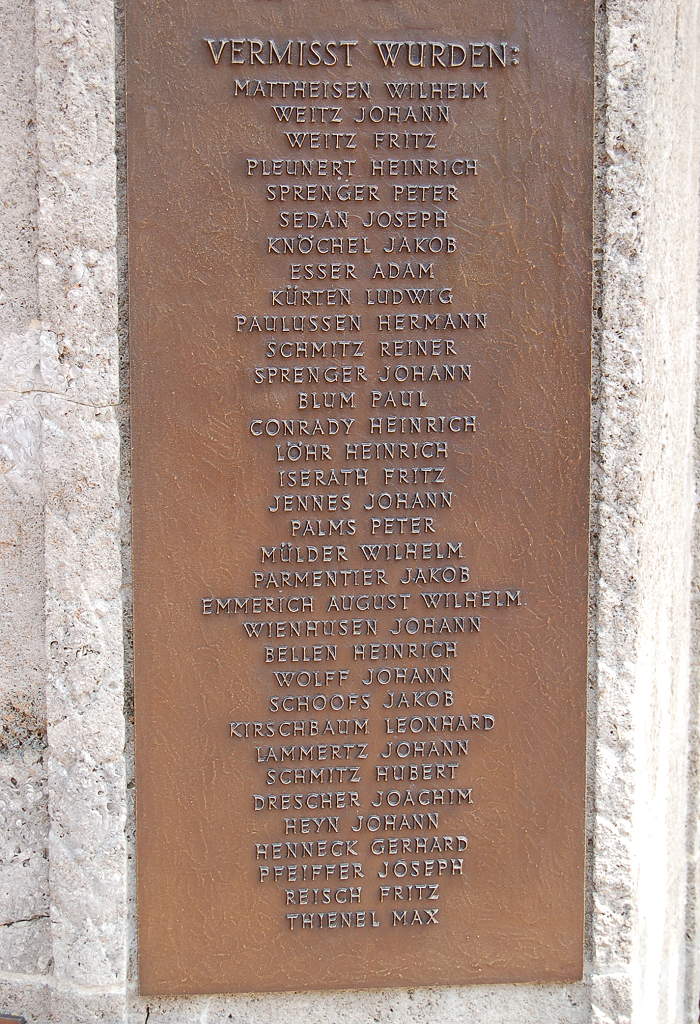 VERMISST WURDEN:
MATTHEISEN WILHELM
WEITZ JOHANN
WEITZ FRITZ
PLEUNERT HEINRICH
SPRENGER PETER
SEDAN JOSEPH
KNÖCHEL JAKOB
ESSER ADAM
KÜRTEN LUDWIG
PAULUSSEN HERMANN
SCHMITZ REINER
SPRENGER JOHANN
BLUM PAUL
CONRADY HEINRICH
LÖHR HEINRICH
ISERATH FRITZ
JENNES JOHANN
PALMS PETER
MÜLDER WILHELM
PARMENTIER JAKOB
EMMERICH AUGUST WILHELM
WIENHUSEN JOHANN
BELLEN HEINRICH
WOLFF JOHANN
SCHOOFS JAKOB
KIRSCHBAUM LEONHARD
LAMMERTZ JOHANN
SCHMITZ HUBERT
DRESCHER JOACHIM
HEYN JOHANN
HENNECK GERHARD
PFEIFFER JOSEPH
REISCH FRITZ
THIENEL MAX